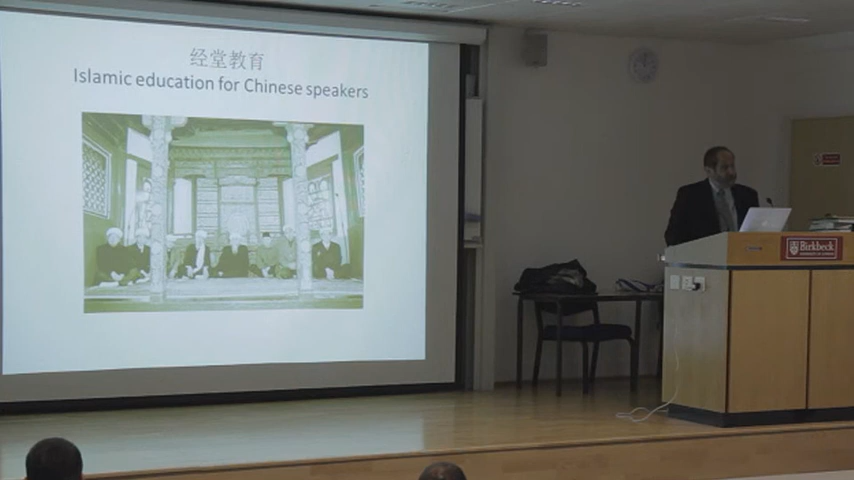 经堂教育
Islamic education for Chinese speakers
Birkbeck